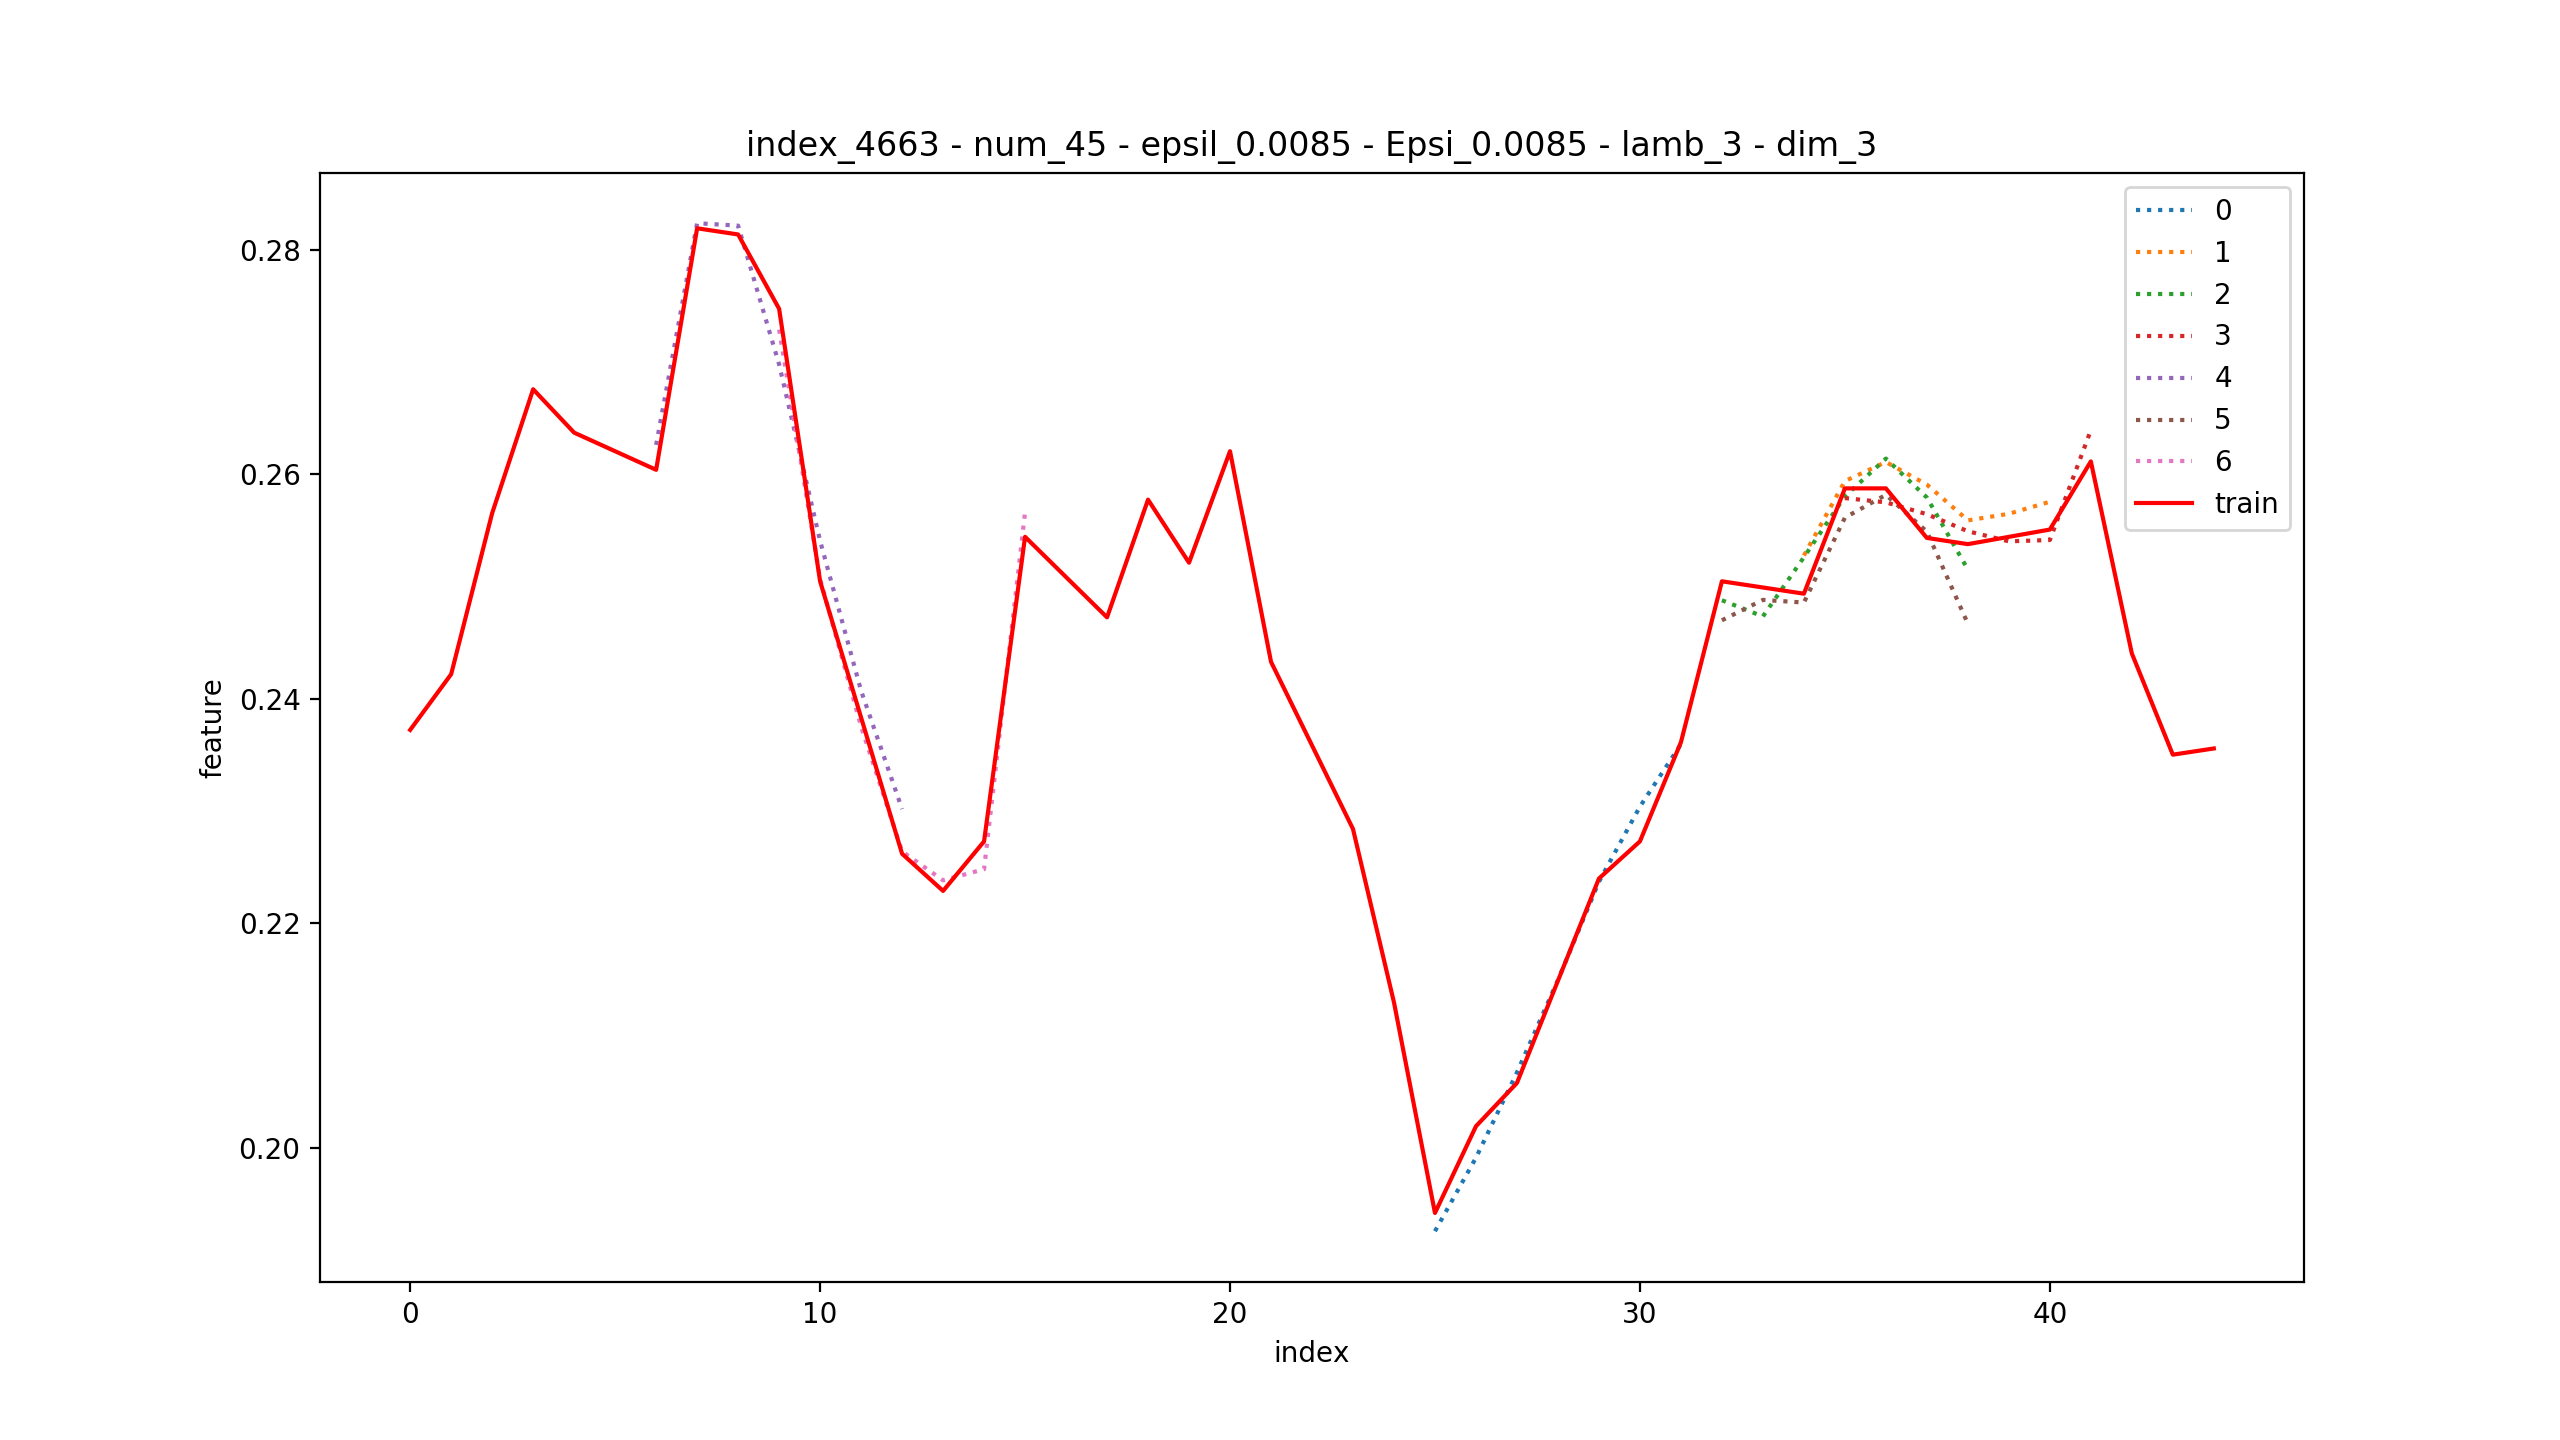 index_4663 - num_45 - epsil_0.0085 - Epsi_0.0085 - lamb_3 - dim_3
0
1
2
3
4
5
6
train
0.28
0.26
0.24
0.22
0.20
feature
0 10 20 30 40
index